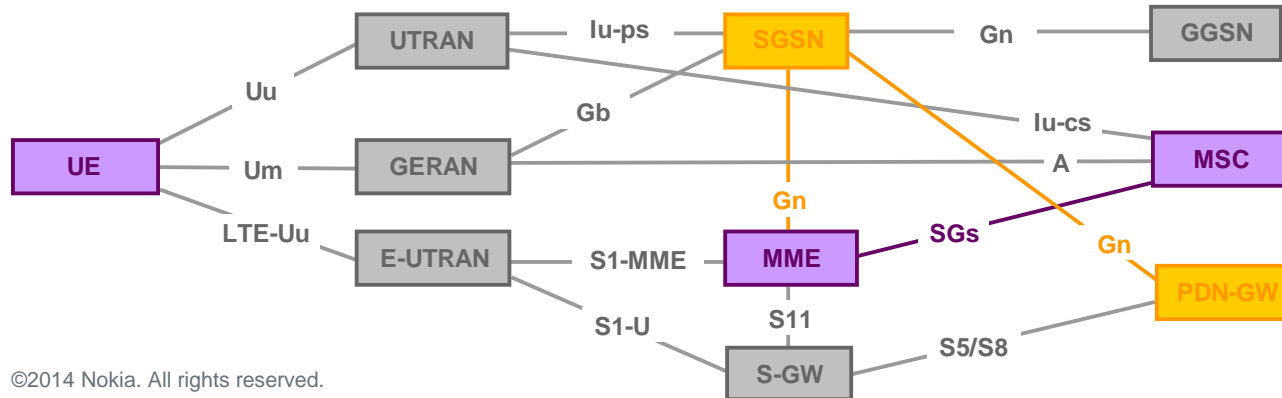 UTRAN
Iu-ps
SGSN
Gn
GGSN
Uu
Gb
Iu-cs
UE
Um
GERAN
A
MSC
Gn
LTE-Uu
SGs
E-UTRAN
S1-MME
MME
Gn
PDN-GW
S1-U
S11
S5/S8
S-GW
©2014 Nokia. All rights reserved.